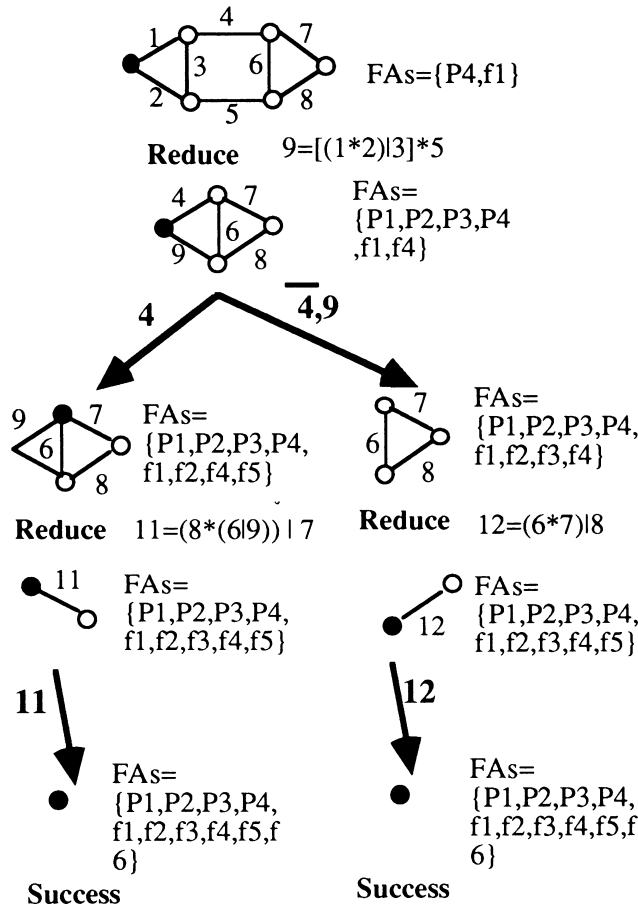 4
1
7
3
6
2
8
5
FAs={P4,f1}
Reduce 9=[(1*2)|3]*5
4 7
6
9 8
FAs=
{P1,P2,P3,P4
,f1,f4}
4
4,9
9 7
6
8
FAs=
{P1,P2,P3,P4,
f1,f2,f4,f5}
7
6
8
FAs=
{P1,P2,P3,P4,
f1,f2,f3,f4}
Reduce 11=(8*(6|9)) | 7
Reduce 12=(6*7)|8
11
FAs=
{P1,P2,P3,P4,
f1,f2,f3,f4,f5}
12
FAs=
{P1,P2,P3,P4,
f1,f2,f3,f4,f5}
11
12
FAs=
{P1,P2,P3,P4,
f1,f2,f3,f4,f5,f
6}
Success
FAs=
{P1,P2,P3,P4,
f1,f2,f3,f4,f5,f
6}
Success